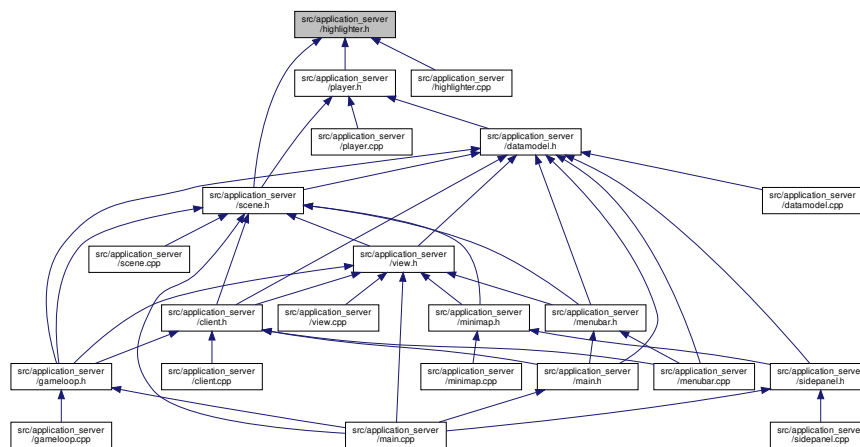 src/application_server
/highlighter.h
src/application_server
/player.h
src/application_server
/highlighter.cpp
src/application_server
/player.cpp
src/application_server
/datamodel.h
src/application_server
/scene.h
src/application_server
/datamodel.cpp
src/application_server
/scene.cpp
src/application_server
/view.h
src/application_server
/client.h
src/application_server
/view.cpp
src/application_server
/minimap.h
src/application_server
/menubar.h
src/application_server
/gameloop.h
src/application_server
/client.cpp
src/application_server
/minimap.cpp
src/application_server
/main.h
src/application_server
/menubar.cpp
src/application_server
/sidepanel.h
src/application_server
/gameloop.cpp
src/application_server
/main.cpp
src/application_server
/sidepanel.cpp